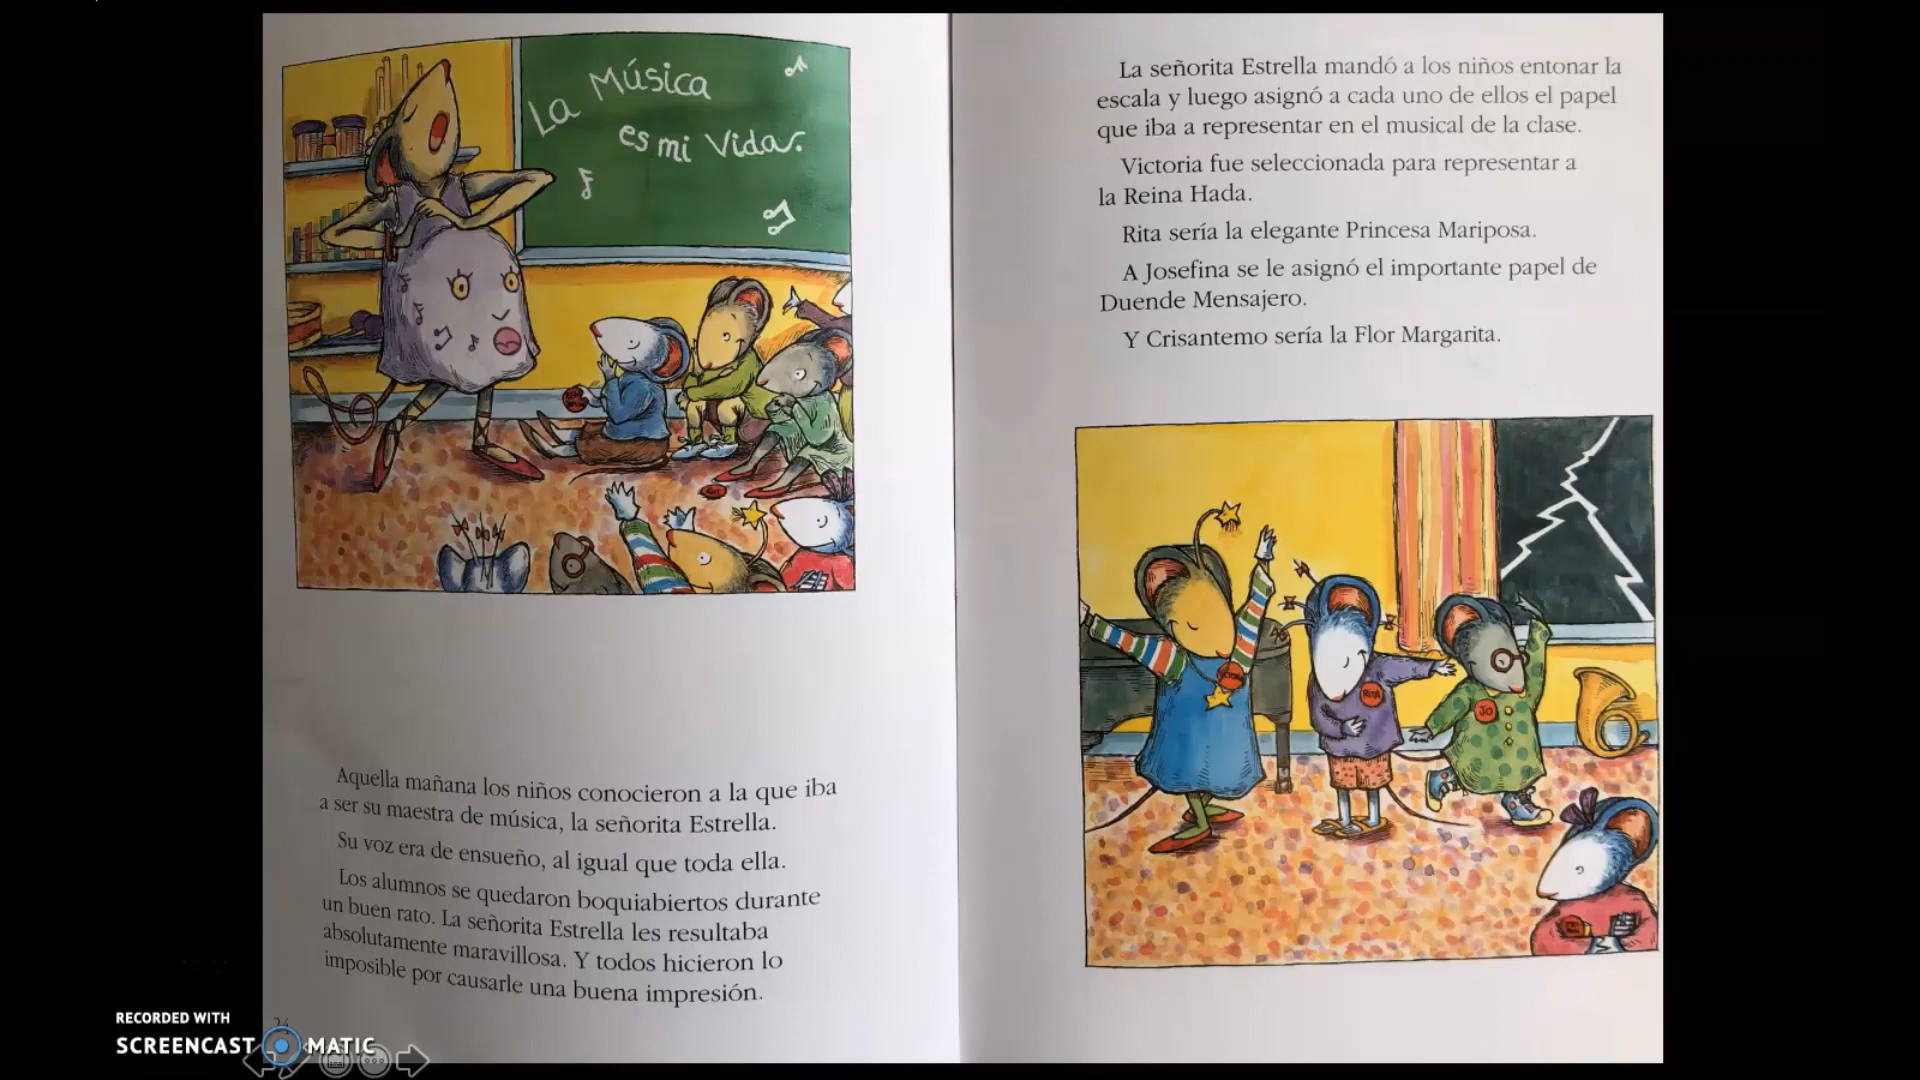 La Música
es mi Vida.
Aquella mañana los niños conocieron a la que iba
a ser su maestra de música, la señorita Estrella.
Su voz era de ensueño, al igual que toda ella.
Los alumnos se quedaron boquiabiertos durante
un buen rato. La señorita Estrella les resultaba
absolutamente maravillosa. Y todos hicieron lo
imposible por causarle una buena impresión.
24
La señorita Estrella mandó a los niños entonar la
escala y luego asignó a cada uno de ellos el papel
que iba a representar en el musical de la clase.
Victoria fue seleccionada para representar a
la Reina Hada.
Rita sería la elegante Princesa Mariposa.
A Josefina se le asignó el importante papel de
Duende Mensajero.
Y Crisantemo sería la Flor Margarita.
VICTORIA
RITA
JO
RECORDED WITH
SCREENCAST MATIC